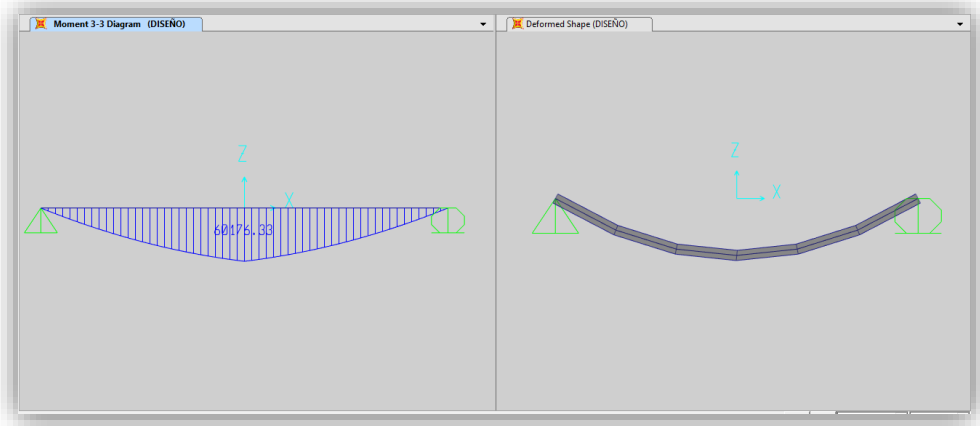 Moment 3-3 Diagram (DISEÑO)
Deformed Shape (DISEÑO)
Z
X
60176.33
Z
X